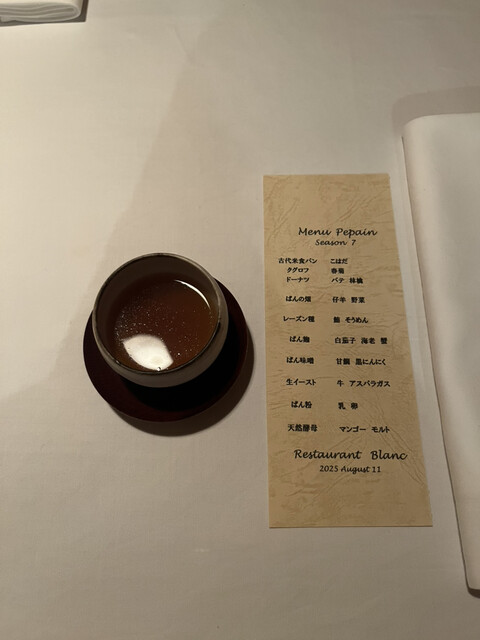 Menu Pepain
Season 7
古代米食パン こはだ
クグロフ 春菊
ドーナツ パテ 林檎
ぱんの畑 仔羊 野菜
レーズン種 鮎 そうめん
ぱん麹 白茄子 海老 蟹
ぱん味噌 甘鯛 黒にんにく
生イースト 牛 アスパラガス
ぱん粉 乳 卵
天然酵母 マンゴー モルト
Restaurant Blanc
2025 August 11